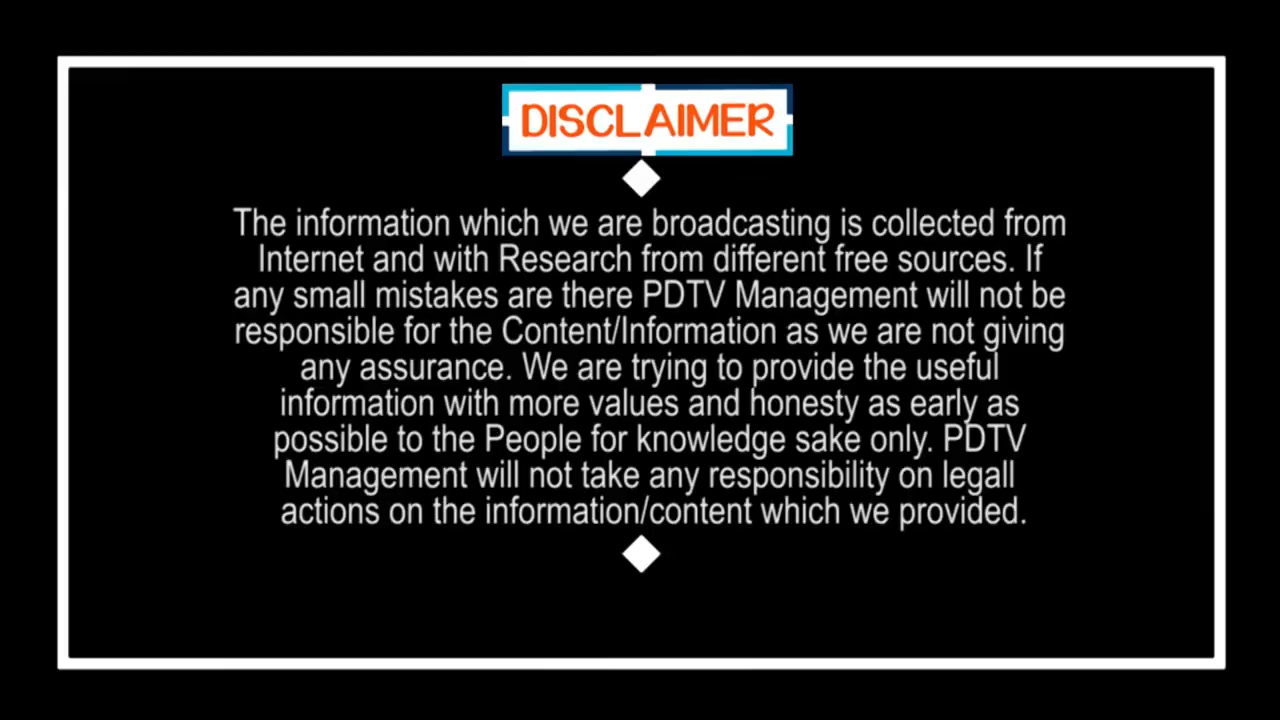 DISCLAIMER
The information which we are broadcasting is collected from
Internet and with Research from different free sources. If
any small mistakes are there PDTV Management will not be
responsible for the Content/Information as we are not giving
any assurance. We are trying to provide the useful
information with more values and honesty as early as
possible to the People for knowledge sake only. PDTV
Management will not take any responsibility on legall
actions on the information/content which we provided.